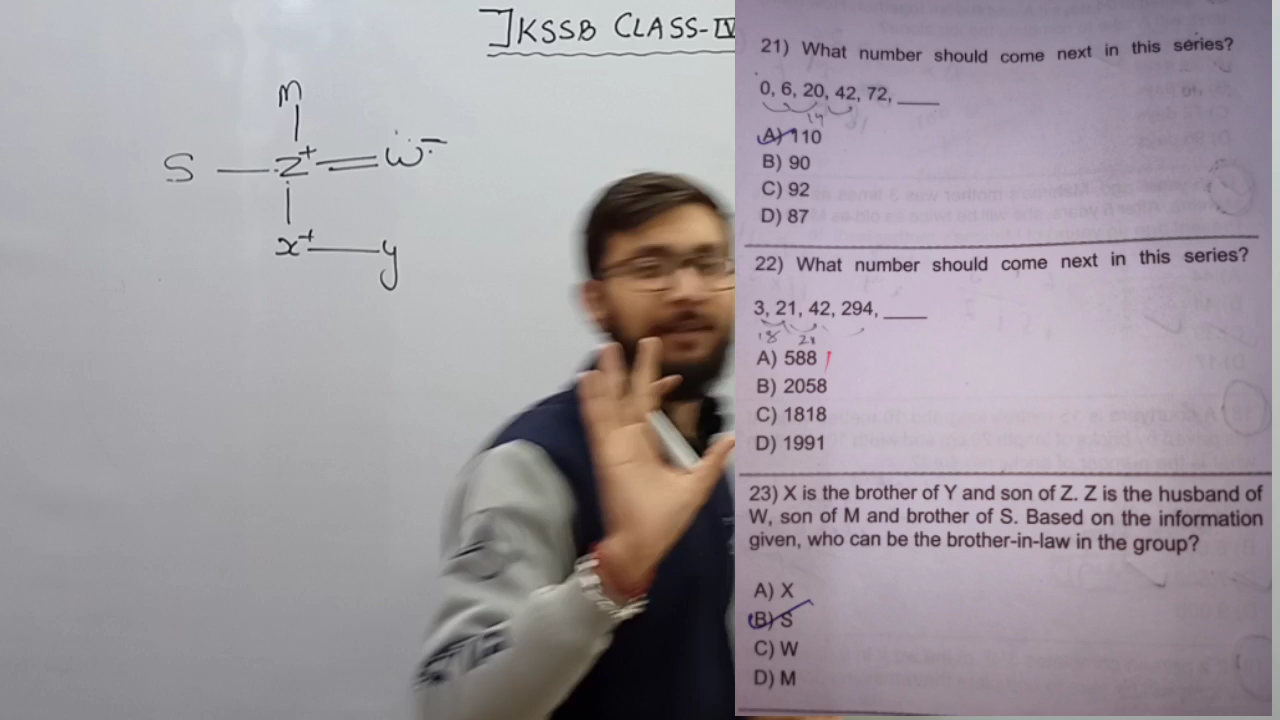 JKSSB CLASS-IV
M
S — Z+ = W-
X+ — Y
21) What number should come next in this series?
0, 6, 20, 42, 72, ____
14
A) 110
B) 90
C) 92
D) 87
22) What number should come next in this series?
3, 21, 42, 294, ____
18 21
A) 588
B) 2058
C) 1818
D) 1991
23) X is the brother of Y and son of Z. Z is the husband of
W, son of M and brother of S. Based on the information
given, who can be the brother-in-law in the group?
A) X
B) S
C) W
D) M